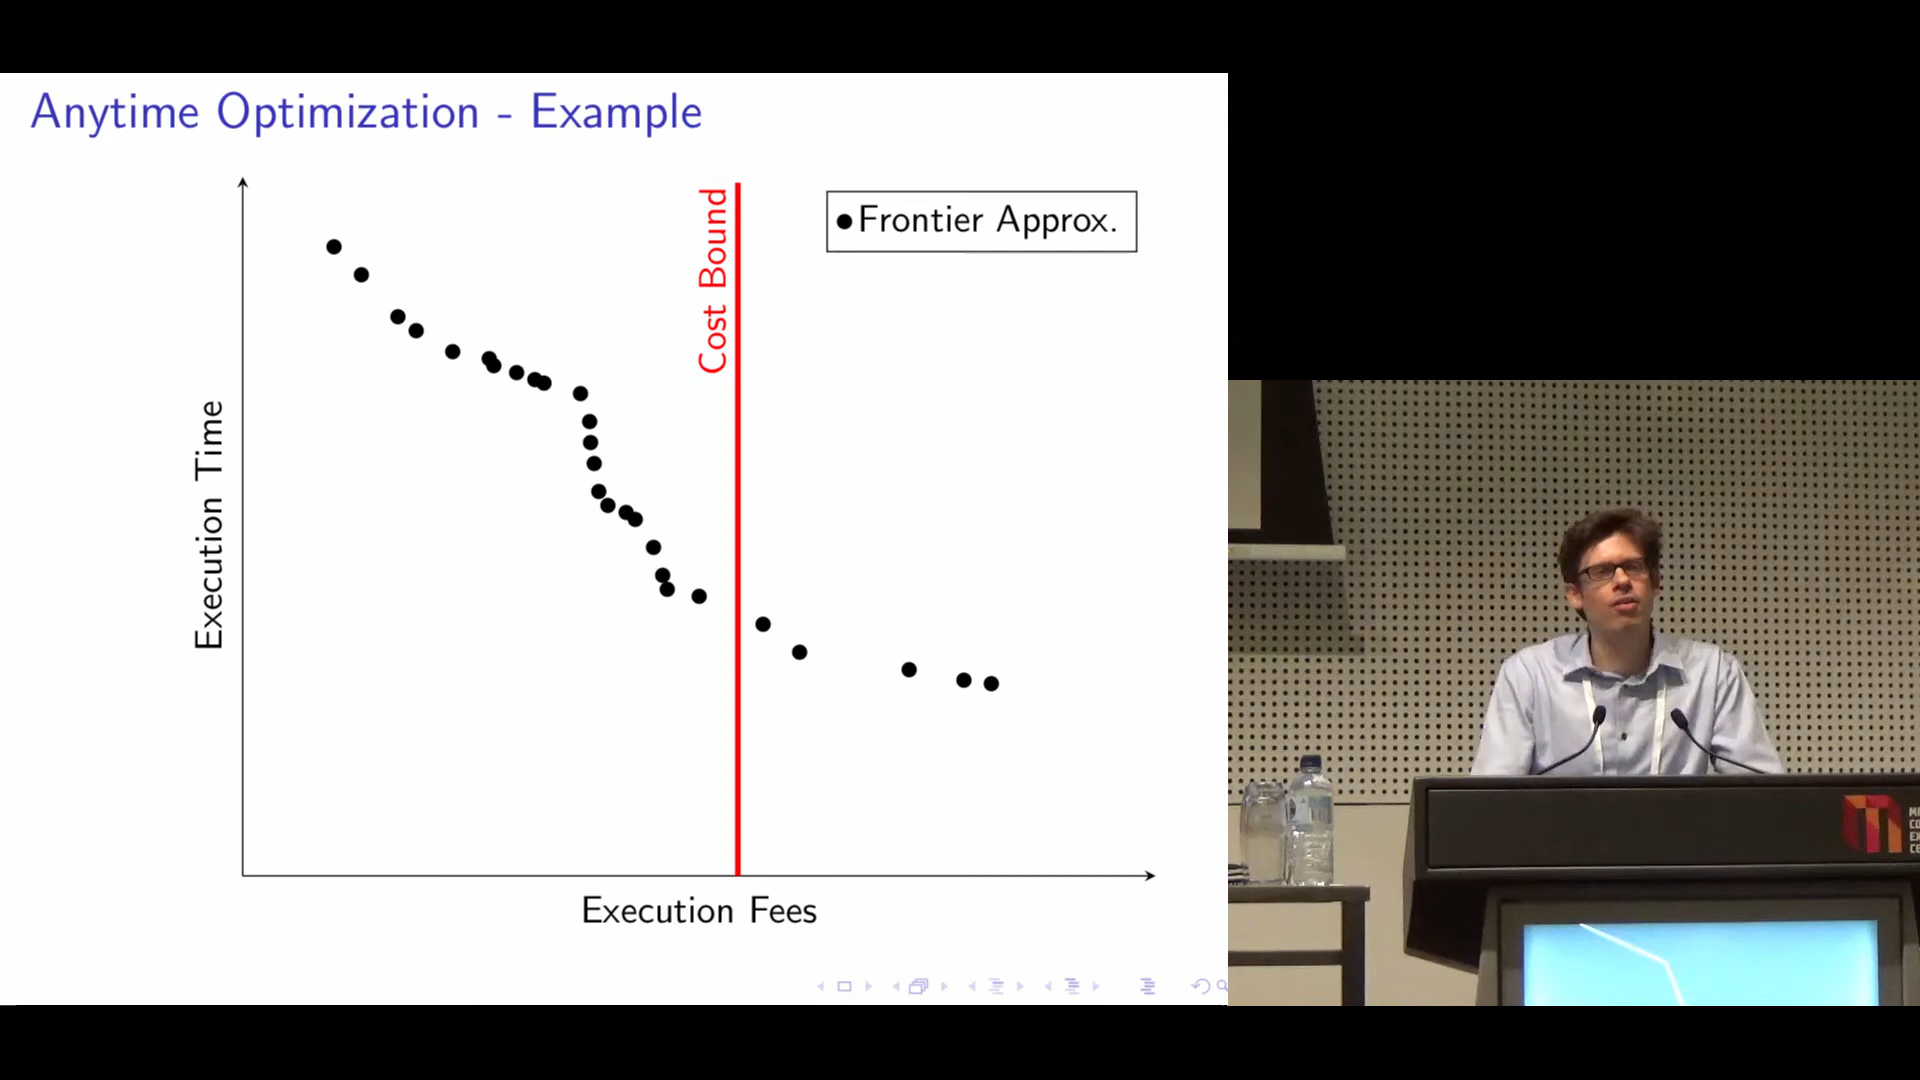 Anytime Optimization - Example
Cost Bound
Frontier Approx.
Execution Time
Execution Fees